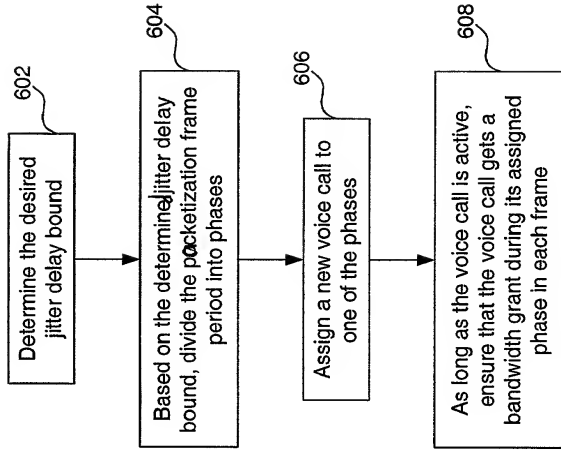 602
Determine the desired
jitter delay bound
604
Based on the determine jitter delay
bound, divide the packetization frame
period into phases
606
Assign a new voice call to
one of the phases
608
As long as the voice call is active,
ensure that the voice call gets a
bandwidth grant during its assigned
phase in each frame